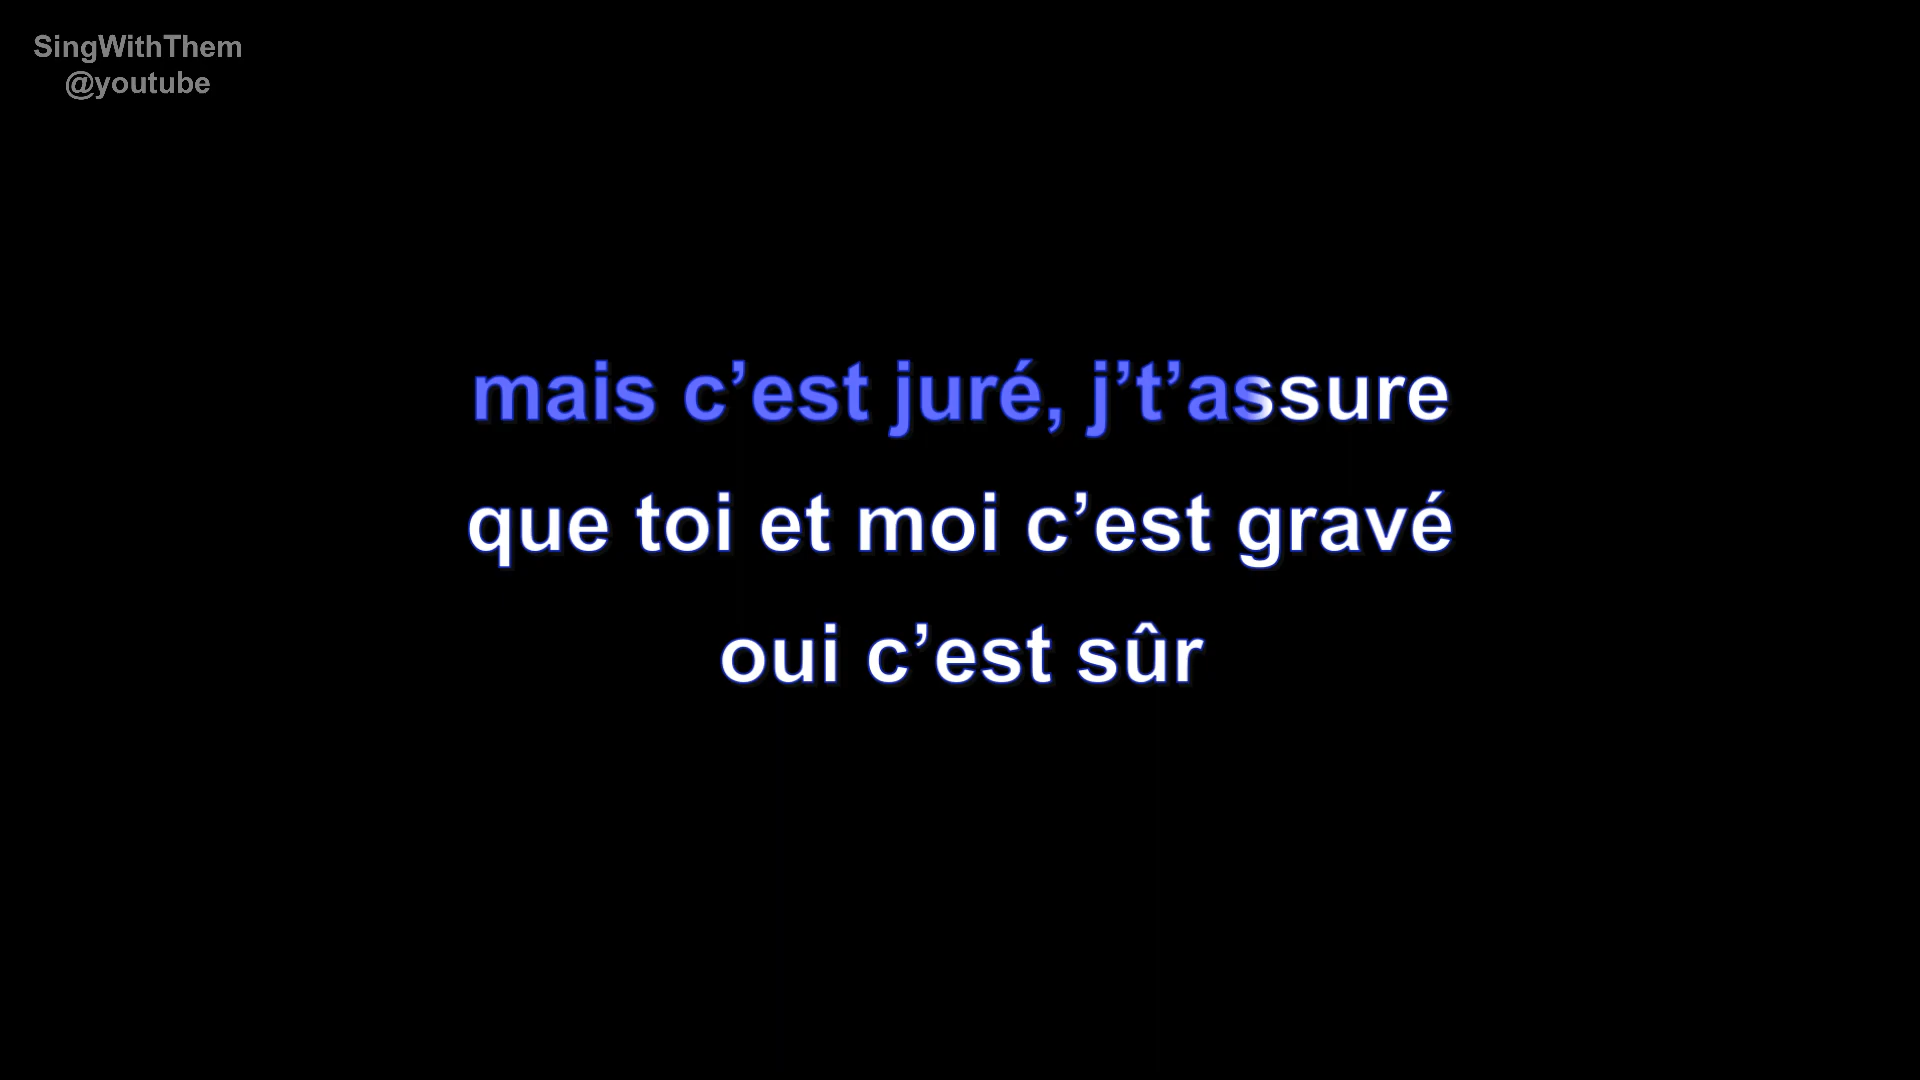 SingWithThem
@youtube
mais c’est juré, j’t’assure
que toi et moi c’est gravé
oui c’est sûr